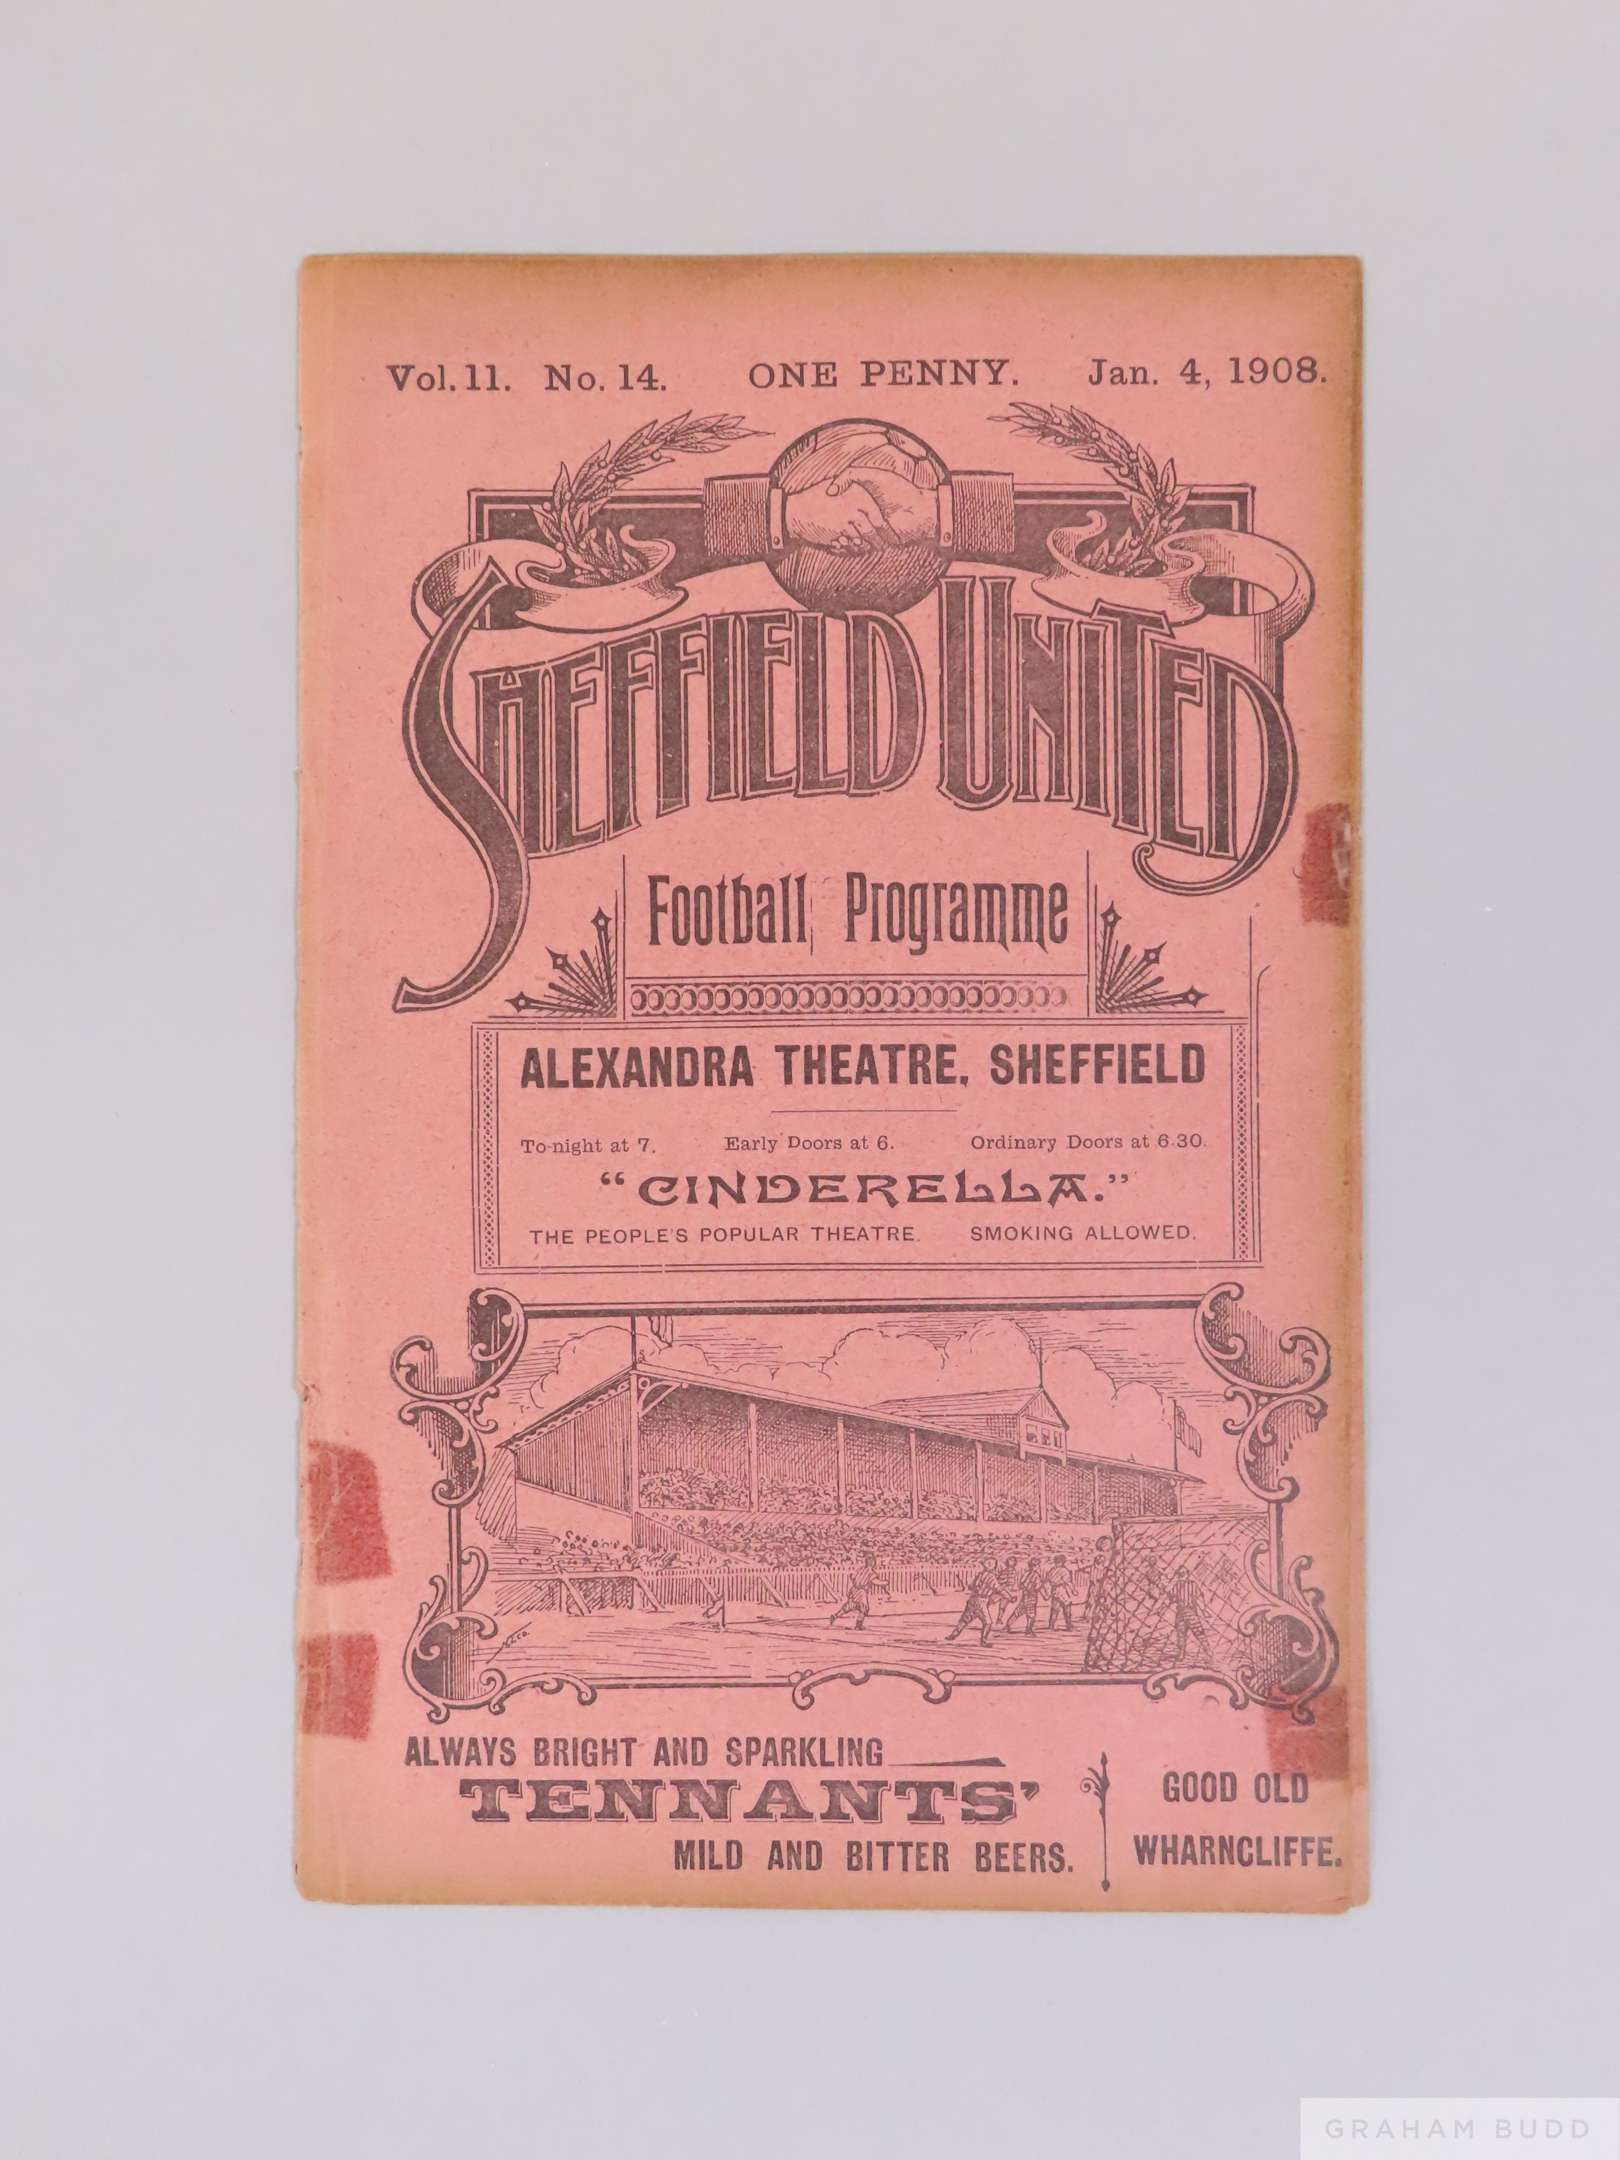 Vol. 11. No. 14. ONE PENNY. Jan. 4, 1908.
SHEFFIELD UNITED
Football Programme
ALEXANDRA THEATRE, SHEFFIELD
To-night at 7. Early Doors at 6. Ordinary Doors at 6-30.
"CINDERELLA."
THE PEOPLE'S POPULAR THEATRE. SMOKING ALLOWED.
ALWAYS BRIGHT AND SPARKLING
TENNANTS'
MILD AND BITTER BEERS.
GOOD OLD
WHARNCLIFFE.
GRAHAM BUDD